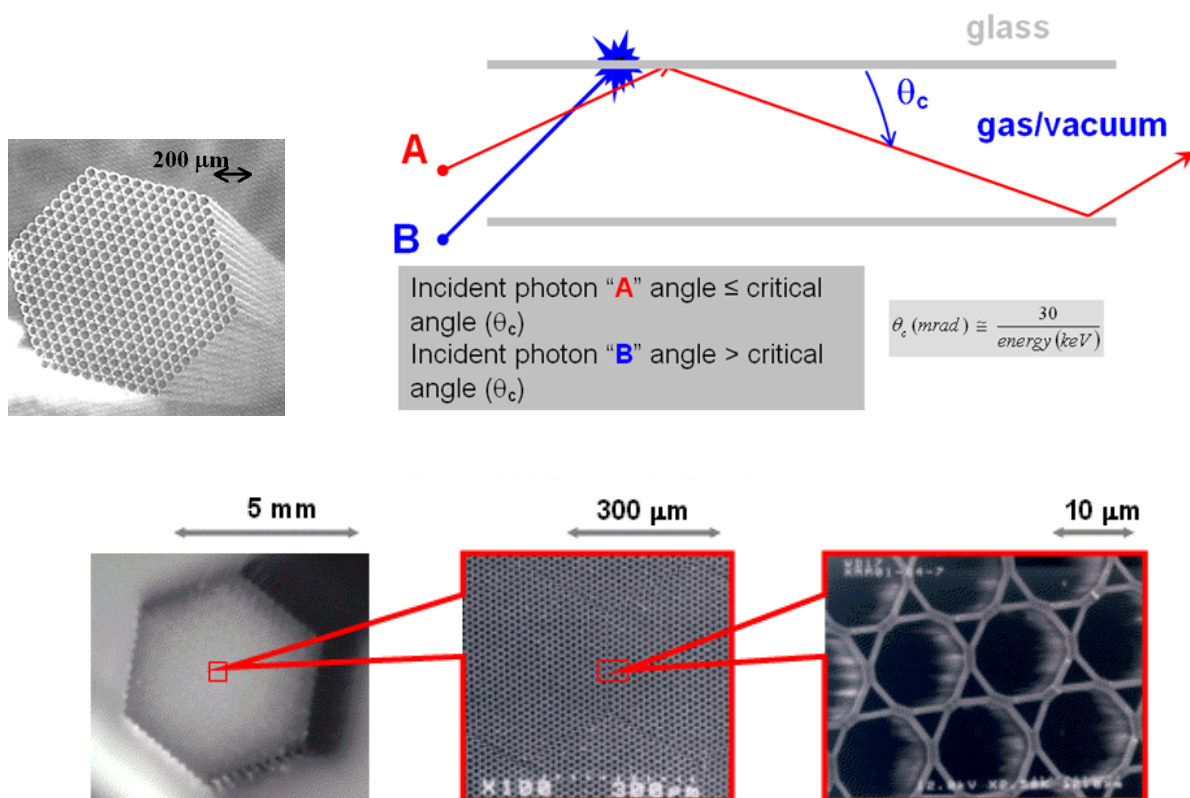 glass
θc
gas/vacuum
A
200 μm
B
Incident photon “A” angle ≤ critical
angle (θc)
Incident photon “B” angle > critical
angle (θc)
θc (mrad) ≅ 30 / energy (keV)
5 mm
300 μm
10 μm
X100
300μm